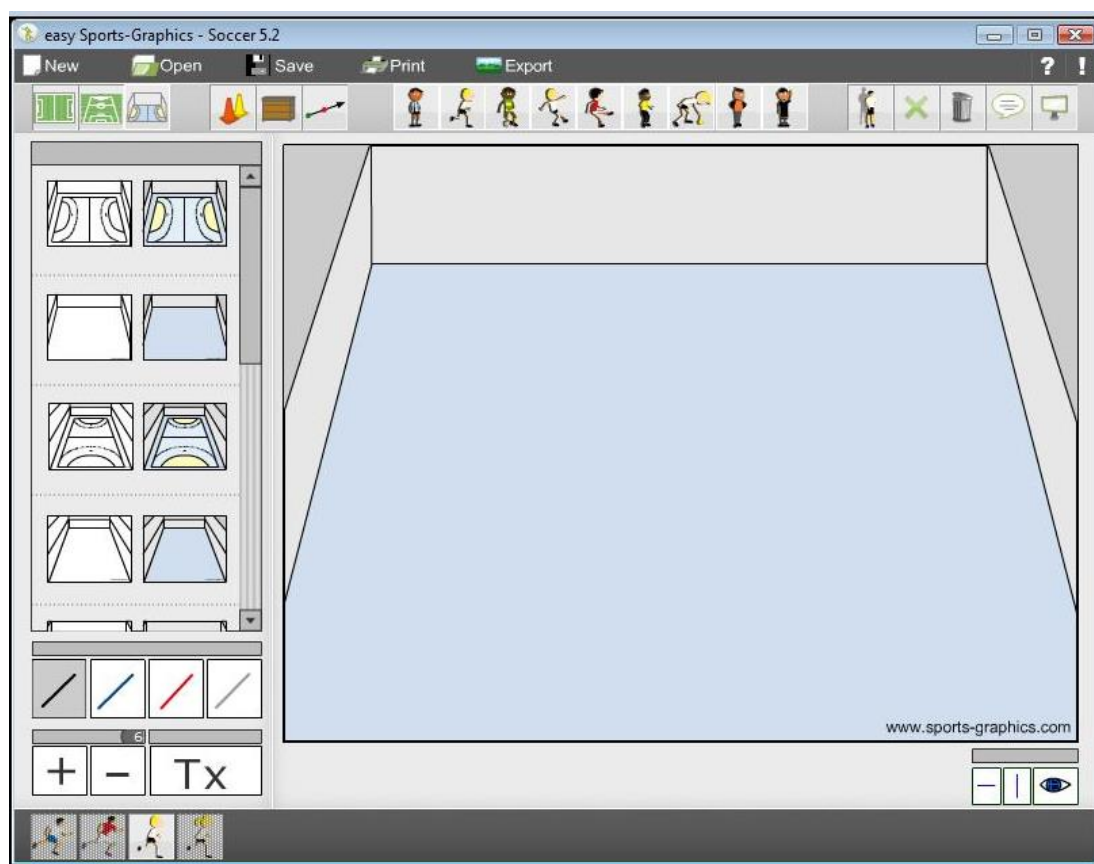 easy Sports-Graphics - Soccer 5.2
New Open Save Print Export ? !
www.sports-graphics.com
6
+ - Tx